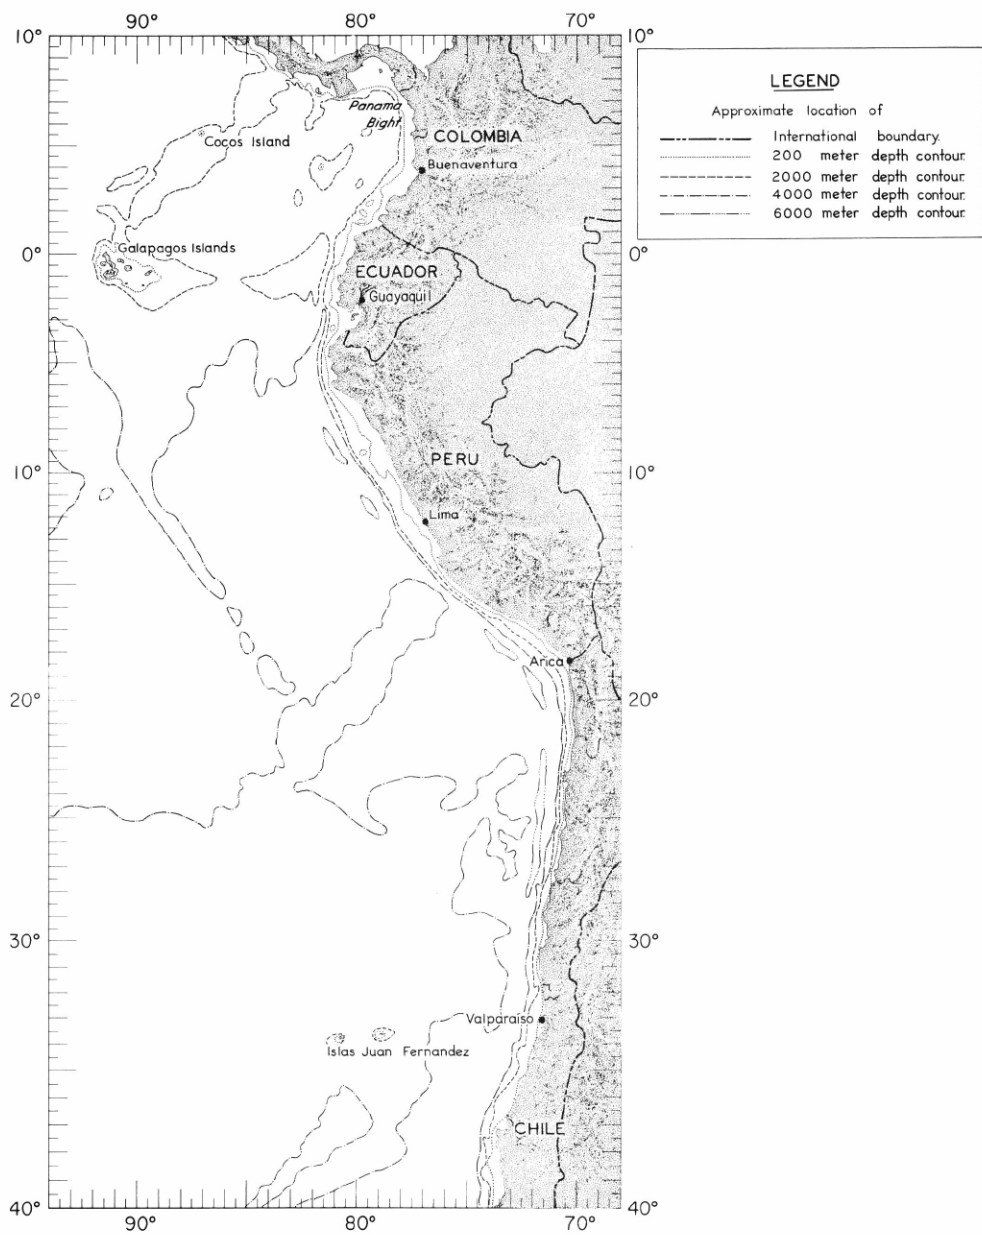 90° 80° 70°
10° 10°
LEGEND
Approximate location of
International boundary.
200 meter depth contour.
2000 meter depth contour.
4000 meter depth contour.
6000 meter depth contour.
Panama
Bight
COLOMBIA
Cocos Island
Buenaventura
Galapagos Islands
0° 0°
ECUADOR
Guayaquil
PERU
10° 10°
Lima
Arica
20° 20°
30° 30°
Valparaiso
Islas Juan Fernandez
CHILE
40° 40°
90° 80° 70°